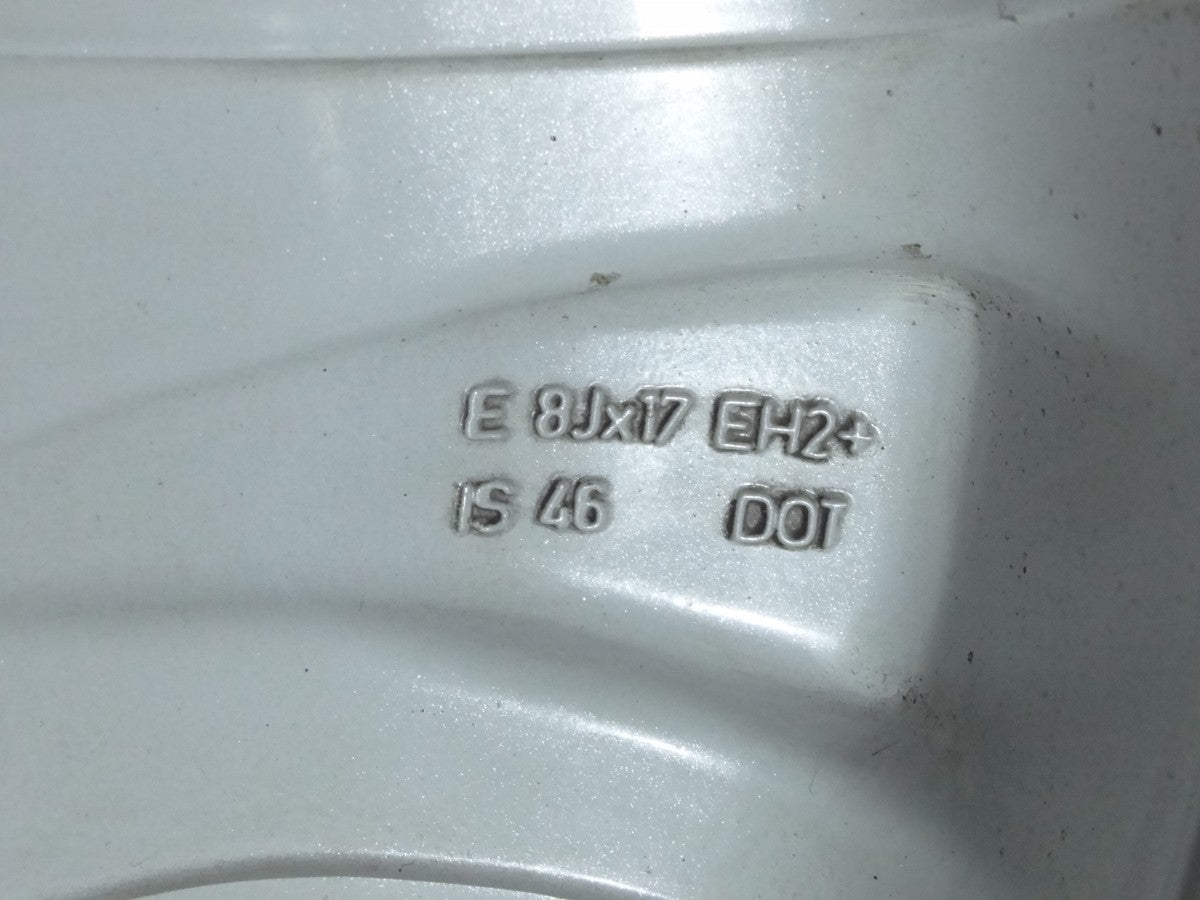 E 8Jx17 EH2+
IS 46 DOT